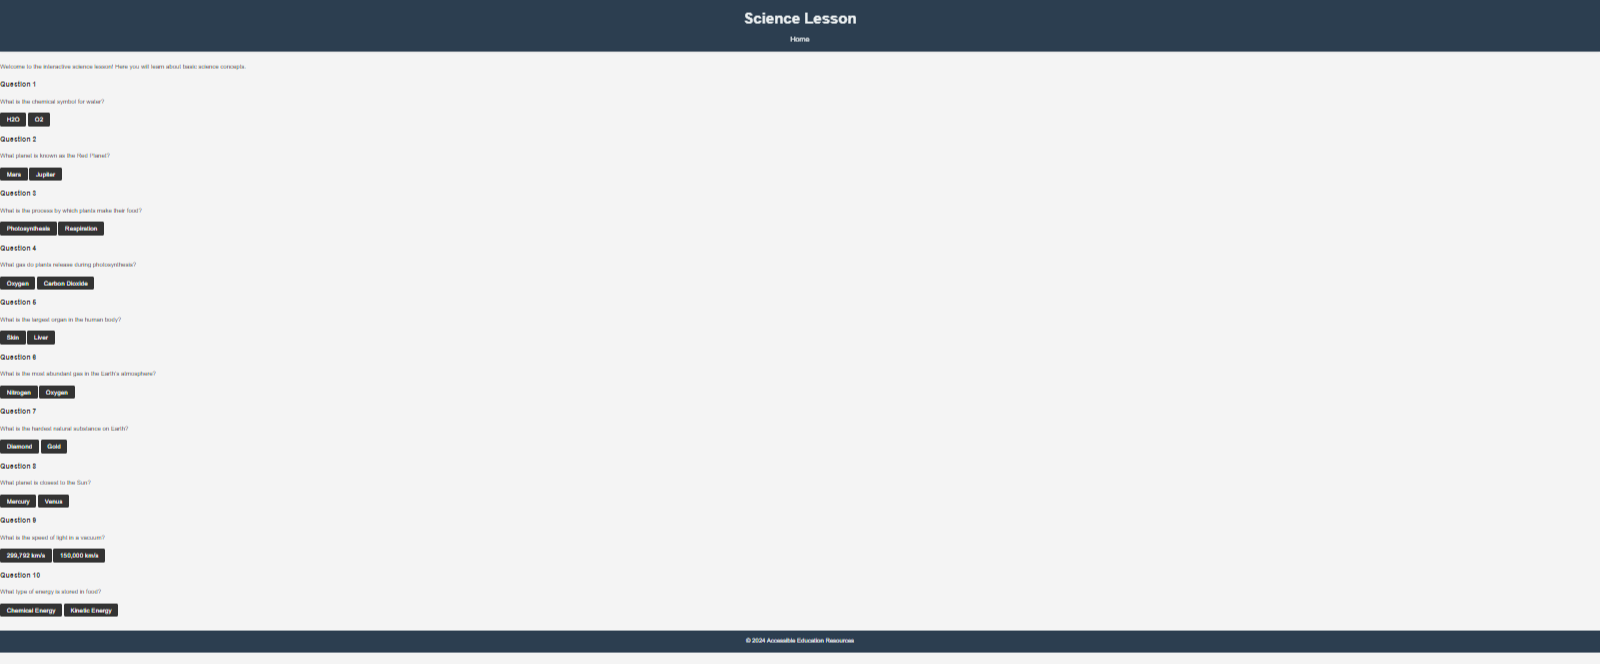 Science Lesson
Home
Welcome to the interactive science lesson! Here you will learn about basic science concepts.
Question 1
What is the chemical symbol for water?
H2O O2
Question 2
What planet is known as the Red Planet?
Mars Jupiter
Question 3
What is the process by which plants make their food?
Photosynthesis Respiration
Question 4
What gas do plants release during photosynthesis?
Oxygen Carbon Dioxide
Question 5
What is the largest organ in the human body?
Skin Liver
Question 6
What is the most abundant gas in the Earth's atmosphere?
Nitrogen Oxygen
Question 7
What is the hardest natural substance on Earth?
Diamond Gold
Question 8
What planet is closest to the Sun?
Mercury Venus
Question 9
What is the speed of light in a vacuum?
299,792 km/s 150,000 km/s
Question 10
What type of energy is stored in food?
Chemical Energy Kinetic Energy
© 2024 Accessible Education Resources